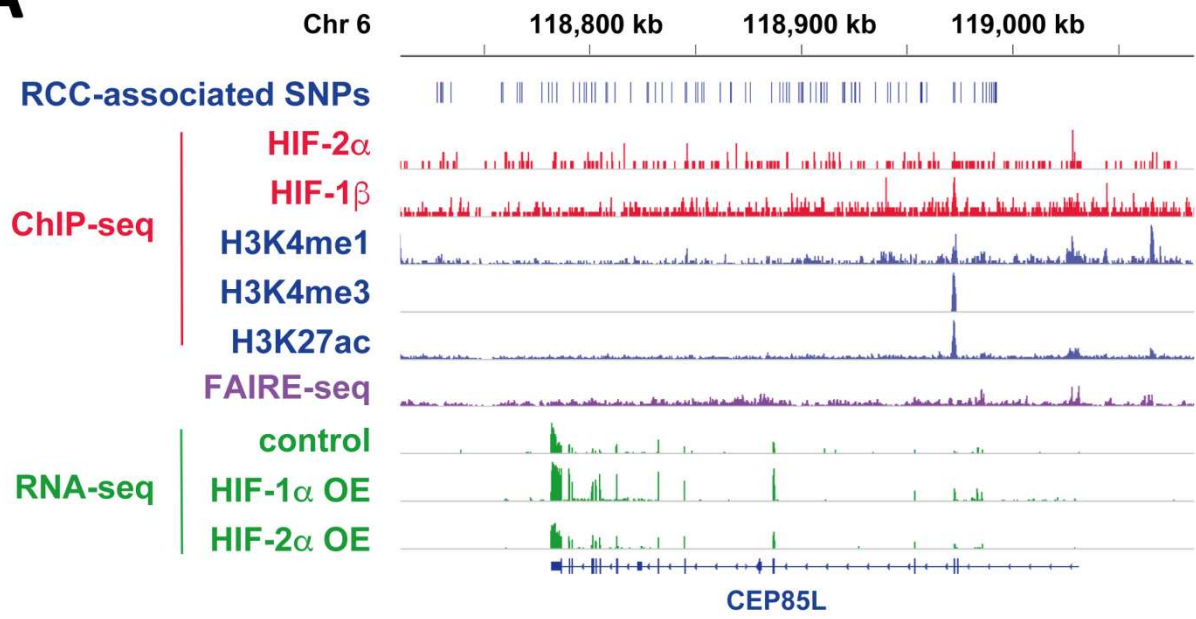 A
Chr 6 118,800 kb 118,900 kb 119,000 kb
RCC-associated SNPs
ChIP-seq
HIF-2α
HIF-1β
H3K4me1
H3K4me3
H3K27ac
FAIRE-seq
RNA-seq
control
HIF-1α OE
HIF-2α OE
CEP85L